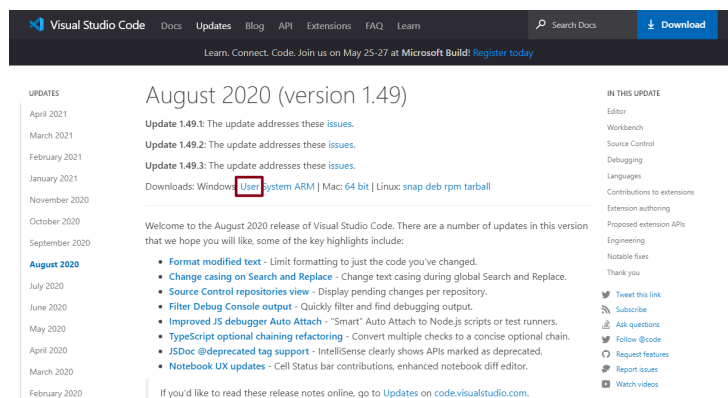 Visual Studio Code Docs Updates Blog API Extensions FAQ Learn Search Docs Download
Learn. Connect. Code. Join us on May 25-27 at Microsoft Build! Register today
UPDATES
April 2021
March 2021
February 2021
January 2021
November 2020
October 2020
September 2020
August 2020
July 2020
June 2020
May 2020
April 2020
March 2020
February 2020
August 2020 (version 1.49)
Update 1.49.1: The update addresses these issues.
Update 1.49.2: The update addresses these issues.
Update 1.49.3: The update addresses these issues.
Downloads: Windows: User System ARM | Mac: 64 bit | Linux: snap deb rpm tarball
Welcome to the August 2020 release of Visual Studio Code. There are a number of updates in this version
that we hope you will like, some of the key highlights include:
• Format modified text - Limit formatting to just the code you've changed.
• Change casing on Search and Replace - Change text casing during global Search and Replace.
• Source Control repositories view - Display pending changes per repository.
• Filter Debug Console output - Quickly filter and find debugging output.
• Improved JS debugger Auto Attach - "Smart" Auto Attach to Node.js scripts or test runners.
• TypeScript optional chaining refactoring - Convert multiple checks to a concise optional chain.
• JSDoc @deprecated tag support - IntelliSense clearly shows APIs marked as deprecated.
• Notebook UX updates - Cell Status bar contributions, enhanced notebook diff editor.
If you'd like to read these release notes online, go to Updates on code.visualstudio.com.
IN THIS UPDATE
Editor
Workbench
Source Control
Debugging
Languages
Contributions to extensions
Extension authoring
Proposed extension APIs
Engineering
Notable fixes
Thank you
Tweet this link
Subscribe
Ask questions
Follow @code
Request features
Report issues
Watch videos